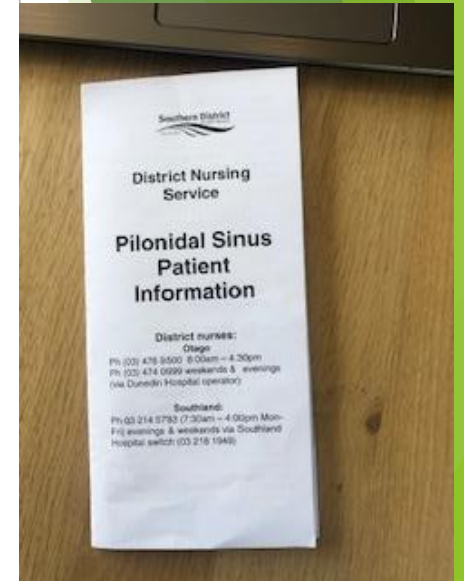 Southern District
District Nursing
Service
Pilonidal Sinus
Patient
Information
District nurses:
Otago
Ph (03) 476 9500 8:00am – 4.30pm
Ph (03) 474 0999 weekends & evenings
(via Dunedin Hospital operator)
Southland:
Ph 03 214 5793 (7:30am – 4:00pm Mon-
Fri) evenings & weekends via Southland
Hospital switch (03 218 1949)